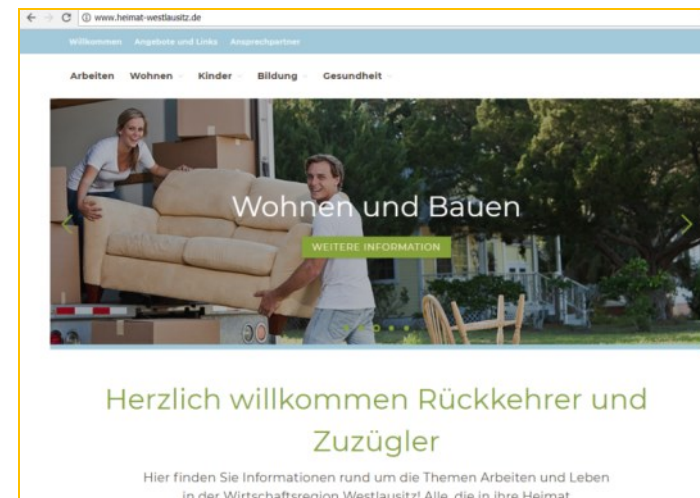 www.heimat-westlausitz.de
Willkommen Angebote und Links Ansprechpartner
Arbeiten Wohnen Kinder Bildung Gesundheit
Wohnen und Bauen
WEITERE INFORMATION
Herzlich willkommen Rückkehrer und
Zuzügler
Hier finden Sie Informationen rund um die Themen Arbeiten und Leben
in der Wirtschaftsregion Westlausitz! Alle, die in ihre Heimat